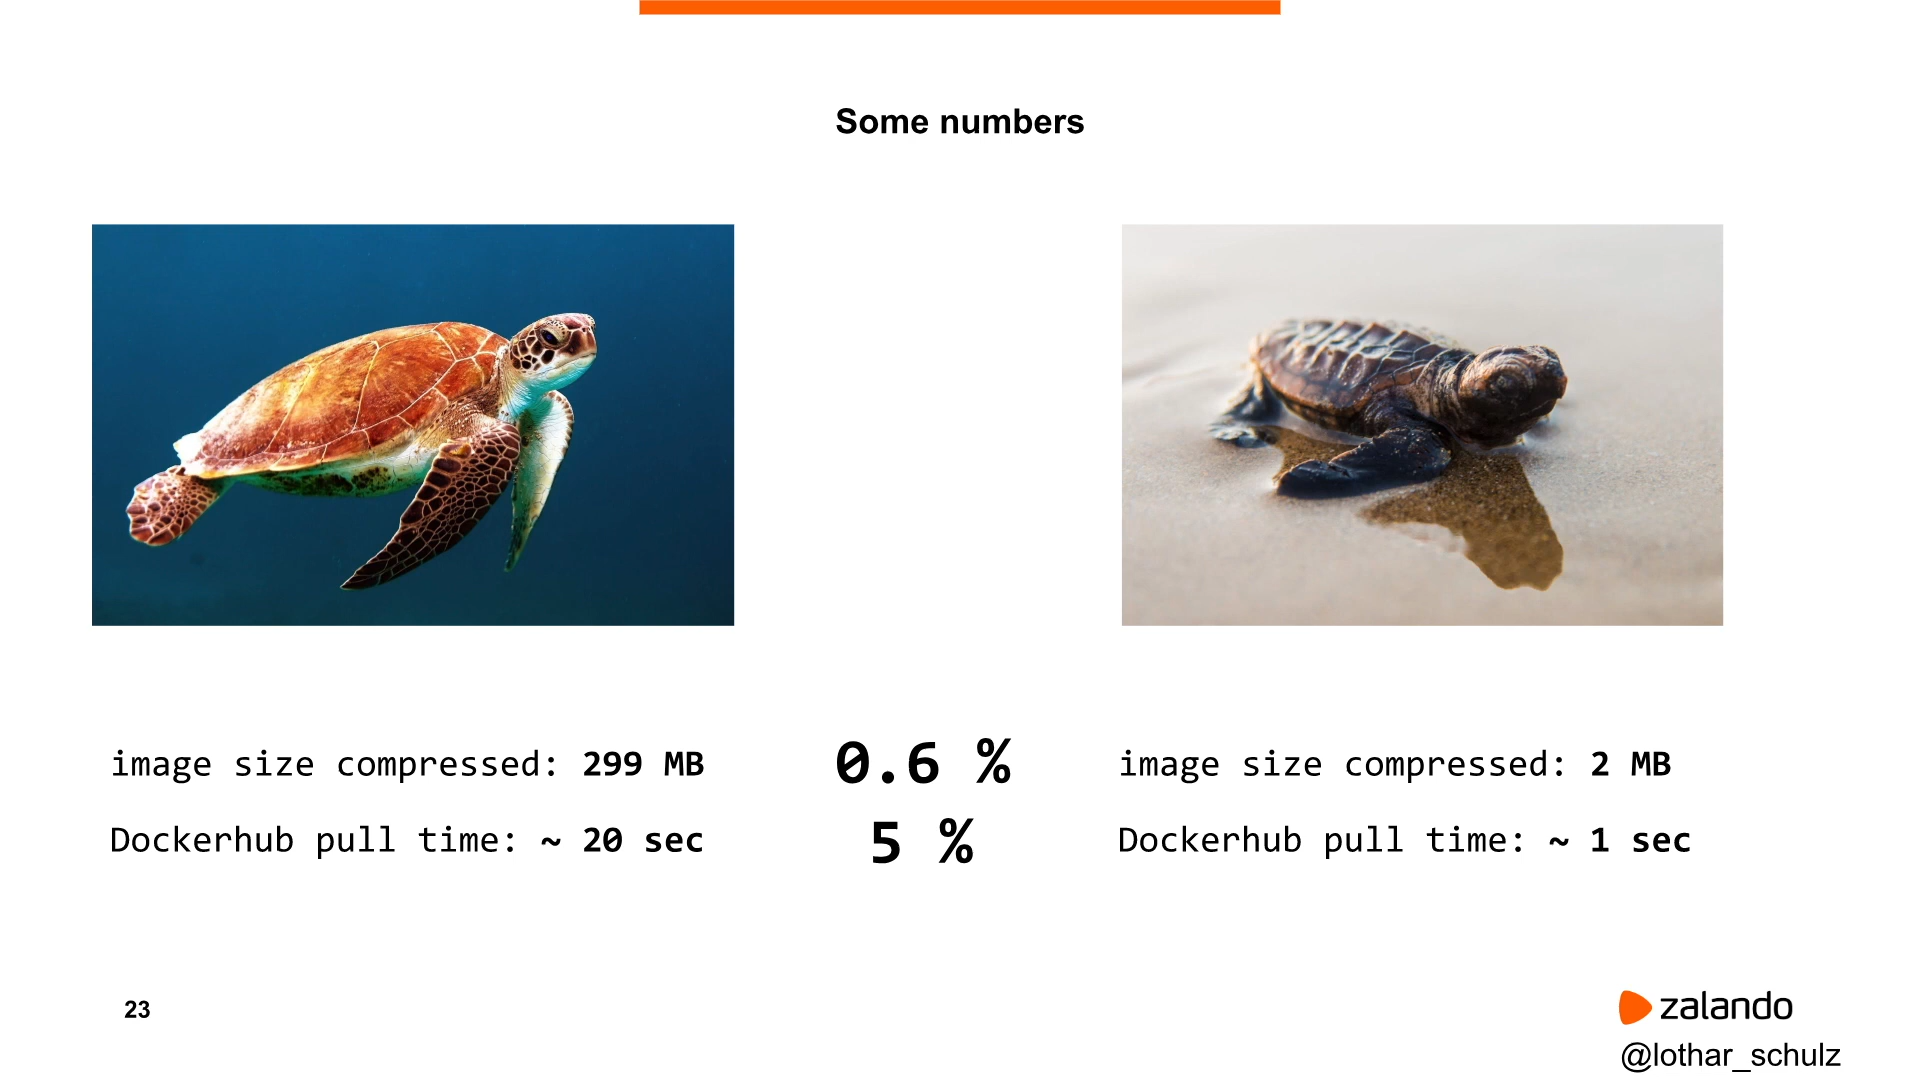 Some numbers
image size compressed: 299 MB
Dockerhub pull time: ~ 20 sec
0.6 %
5 %
image size compressed: 2 MB
Dockerhub pull time: ~ 1 sec
23
zalando
@lothar_schulz